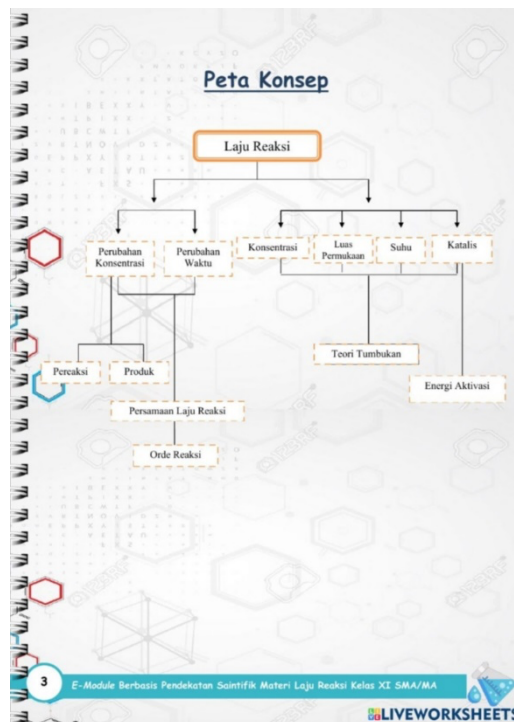 Peta Konsep
Laju Reaksi
Perubahan
Konsentrasi
Perubahan
Waktu
Konsentrasi
Luas
Permukaan
Suhu
Katalis
Pereaksi
Produk
Teori Tumbukan
Energi Aktivasi
Persamaan Laju Reaksi
Orde Reaksi
3
E-Module Berbasis Pendekatan Saintifik Materi Laju Reaksi Kelas XI SMA/MA
LIVEWORKSHEETS